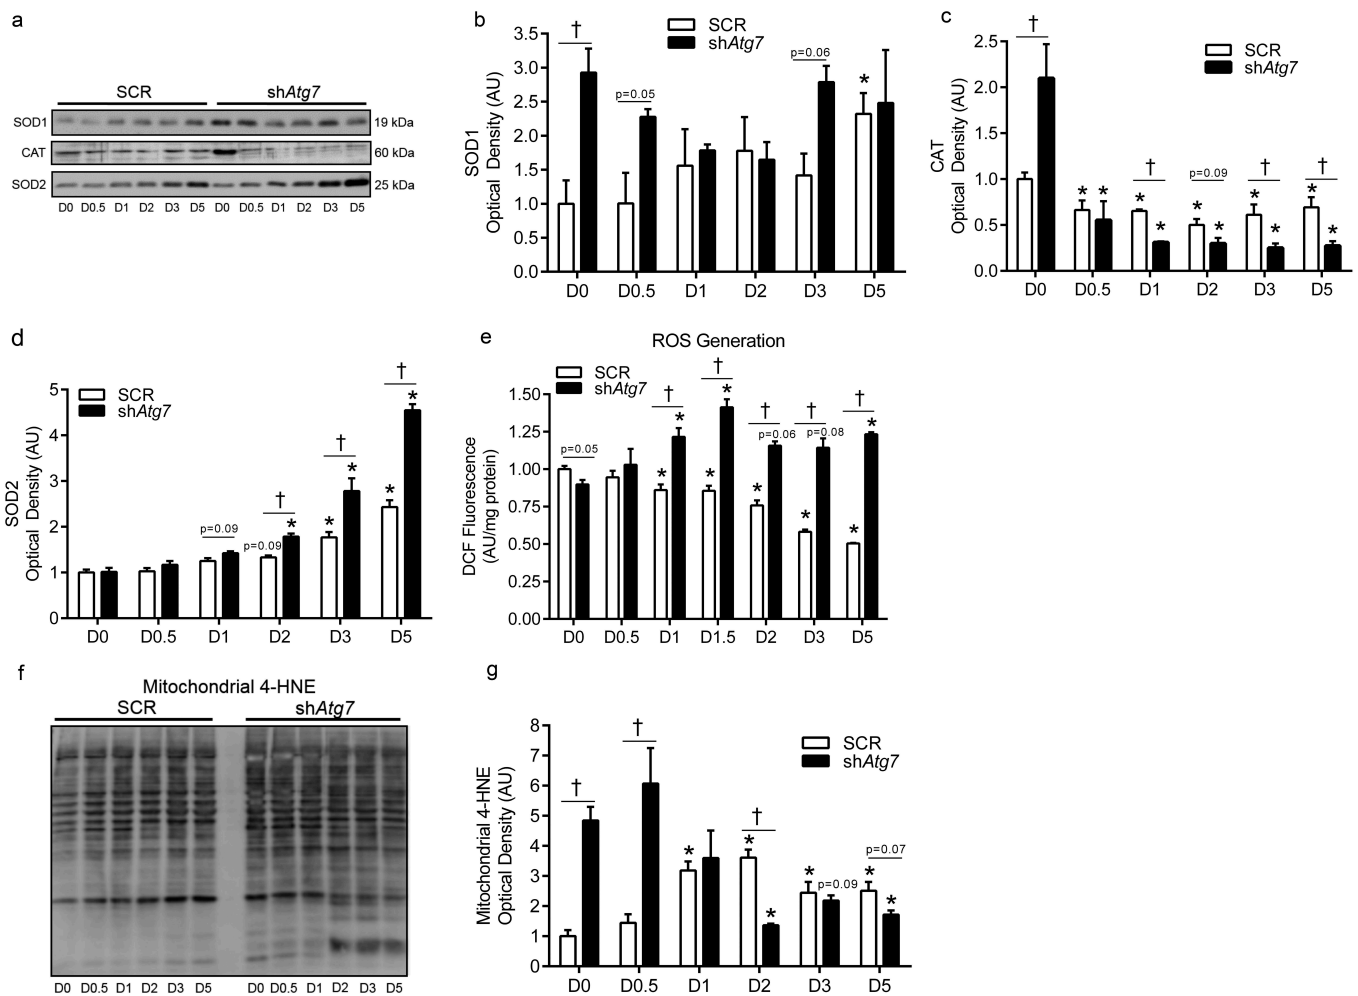 a
SCR shAtg7
SOD1 19 kDa
CAT 60 kDa
SOD2 25 kDa
D0 D0.5 D1 D2 D3 D5 D0 D0.5 D1 D2 D3 D5
b
SCR
shAtg7
SOD1
Optical Density (AU)
3.5
3.0
2.5
2.0
1.5
1.0
0.5
0.0
†
p=0.05
p=0.06
*
D0 D0.5 D1 D2 D3 D5
c
SCR
shAtg7
CAT
Optical Density (AU)
2.5
2.0
1.5
1.0
0.5
0.0
†
* *
†
* *
p=0.09
* *
†
* *
†
* *
D0 D0.5 D1 D2 D3 D5
d
SCR
shAtg7
SOD2
Optical Density (AU)
5
4
3
2
1
0
p=0.09
†
p=0.09 *
†
* *
†
* *
D0 D0.5 D1 D2 D3 D5
e
ROS Generation
SCR
shAtg7
DCF Fluorescence
(AU/mg protein)
1.50
1.25
1.00
0.75
0.50
0.25
0.00
p=0.05
†
* *
†
* *
†
p=0.06
*
†
p=0.08
*
†
* *
D0 D0.5 D1 D1.5 D2 D3 D5
f
Mitochondrial 4-HNE
SCR shAtg7
D0 D0.5 D1 D2 D3 D5 D0 D0.5 D1 D2 D3 D5
g
SCR
shAtg7
Mitochondrial 4-HNE
Optical Density (AU)
8
7
6
5
4
3
2
1
0
†
†
*
†
* *
* p=0.09
p=0.07
* *
D0 D0.5 D1 D2 D3 D5